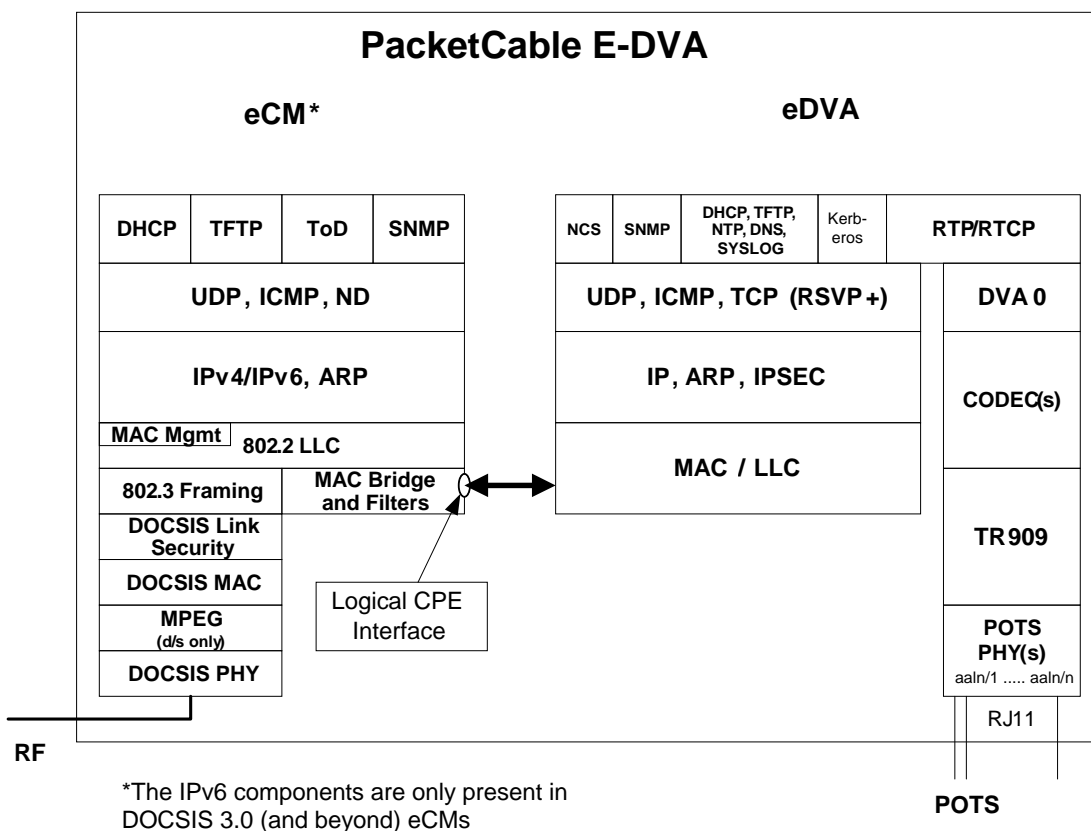 PacketCable E-DVA
eCM*
eDVA
DHCP
TFTP
ToD
SNMP
UDP, ICMP, ND
IPv4/IPv6, ARP
MAC Mgmt
802.2 LLC
802.3 Framing
MAC Bridge
and Filters
DOCSIS Link
Security
DOCSIS MAC
MPEG
(d/s only)
DOCSIS PHY
Logical CPE
Interface
NCS
SNMP
DHCP, TFTP,
NTP, DNS,
SYSLOG
Kerb-
eros
RTP/RTCP
UDP, ICMP, TCP (RSVP+)
IP, ARP, IPSEC
MAC / LLC
DVA 0
CODEC(s)
TR 909
POTS
PHY(s)
aaln/1 ..... aaln/n
RJ11
RF
POTS
*The IPv6 components are only present in
DOCSIS 3.0 (and beyond) eCMs